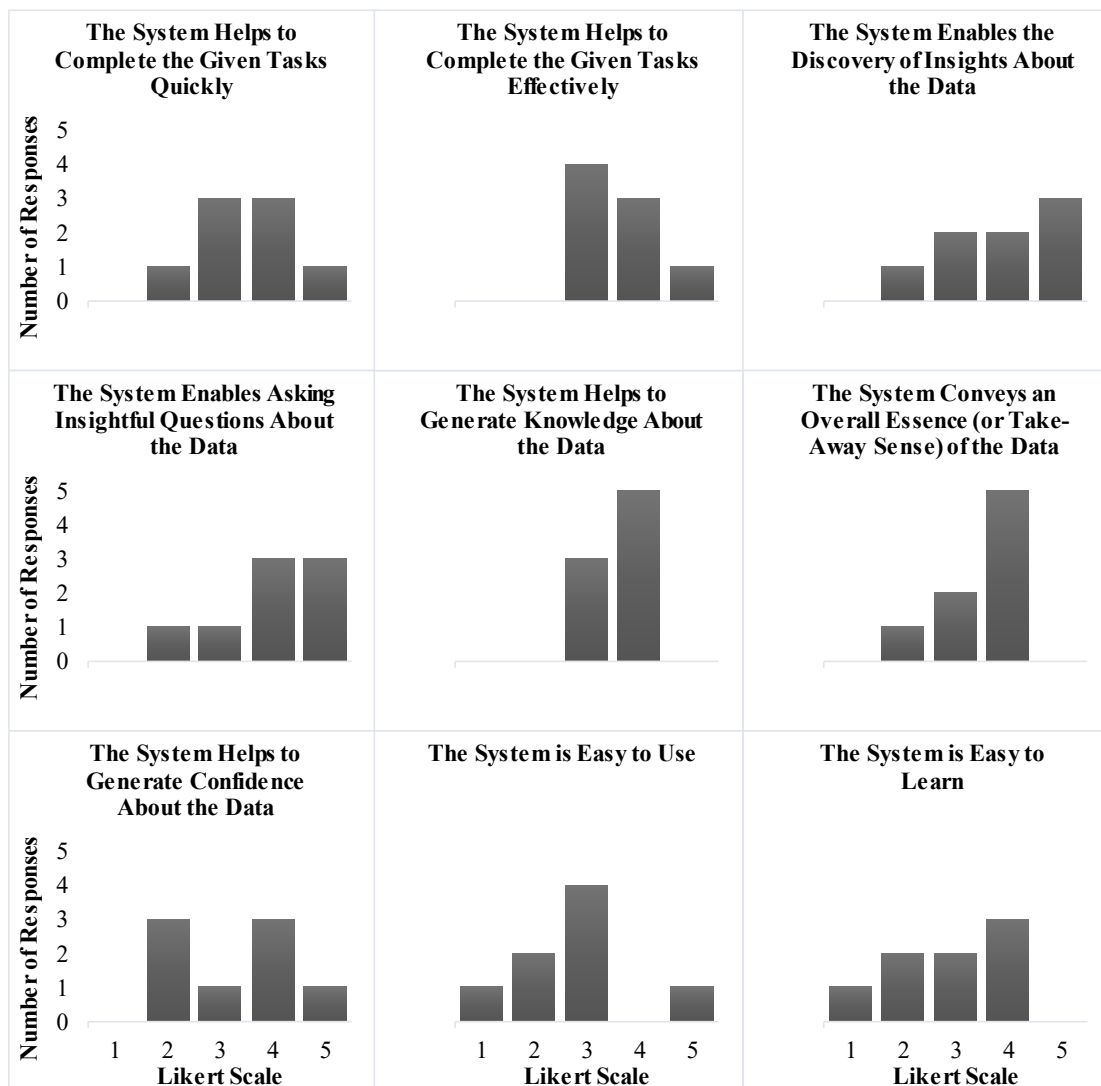 The System Helps to
Complete the Given Tasks
Quickly
The System Helps to
Complete the Given Tasks
Effectively
The System Enables the
Discovery of Insights About
the Data
Number of Responses
5
4
3
2
1
0
The System Enables Asking
Insightful Questions About
the Data
The System Helps to
Generate Knowledge About
the Data
The System Conveys an
Overall Essence (or Take-
Away Sense) of the Data
Number of Responses
5
4
3
2
1
0
The System Helps to
Generate Confidence
About the Data
The System is Easy to Use
The System is Easy to
Learn
Number of Responses
5
4
3
2
1
0
1 2 3 4 5
Likert Scale
1 2 3 4 5
Likert Scale
1 2 3 4 5
Likert Scale